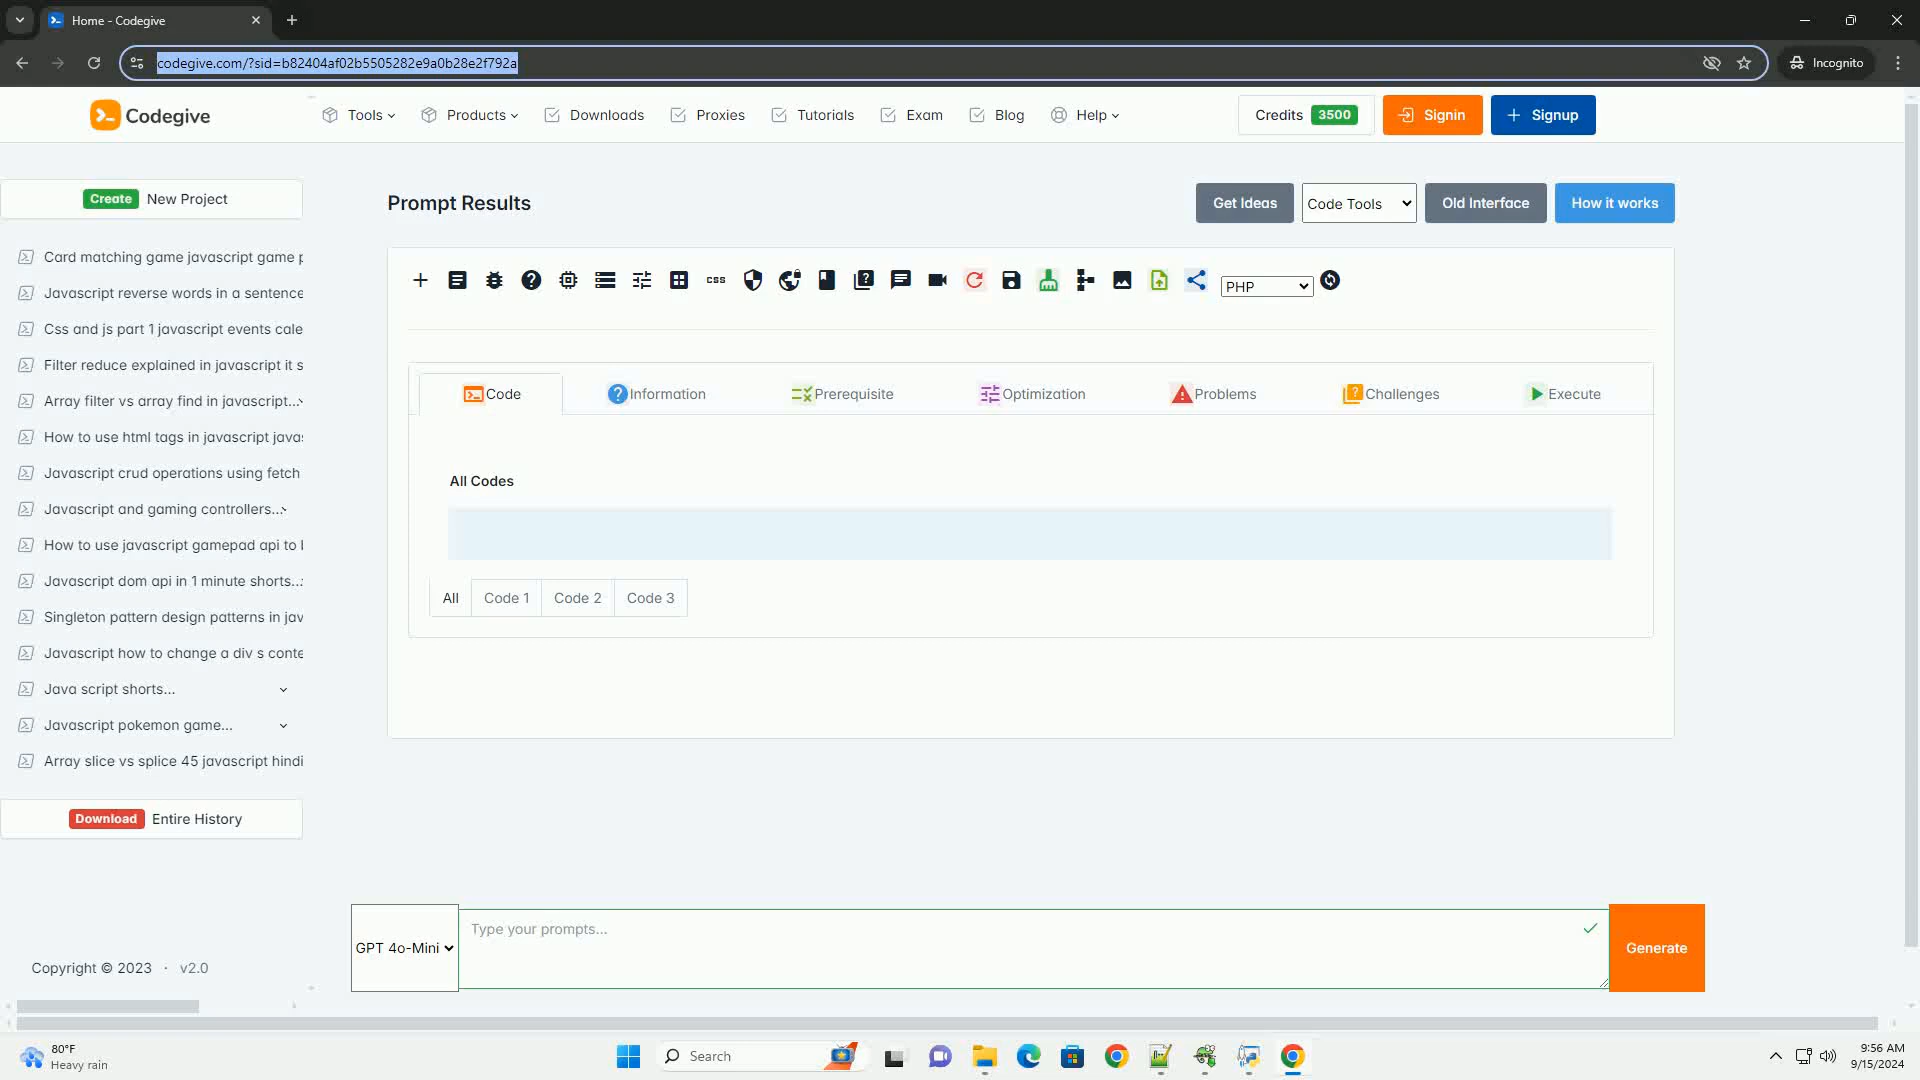 Home - Codegive
codegive.com/?sid=b82404af02b5505282e9a0b28e2f792a
Incognito
Codegive
Tools
Products
Downloads
Proxies
Tutorials
Exam
Blog
Help
Credits 3500
Signin
Signup
Create New Project
Card matching game javascript game p
Javascript reverse words in a sentence
Css and js part 1 javascript events cale
Filter reduce explained in javascript it s
Array filter vs array find in javascript...
How to use html tags in javascript java
Javascript crud operations using fetch
Javascript and gaming controllers...
How to use javascript gamepad api to
Javascript dom api in 1 minute shorts...
Singleton pattern design patterns in jav
Javascript how to change a div s conte
Java script shorts...
Javascript pokemon game...
Array slice vs splice 45 javascript hindi
Download Entire History
Copyright © 2023 · v2.0
Prompt Results
Get Ideas
Code Tools
Old Interface
How it works
css
PHP
Code
Information
Prerequisite
Optimization
Problems
Challenges
Execute
All Codes
All
Code 1
Code 2
Code 3
GPT 4o-Mini
Type your prompts...
Generate
80°F
Heavy rain
Search
9:56 AM
9/15/2024